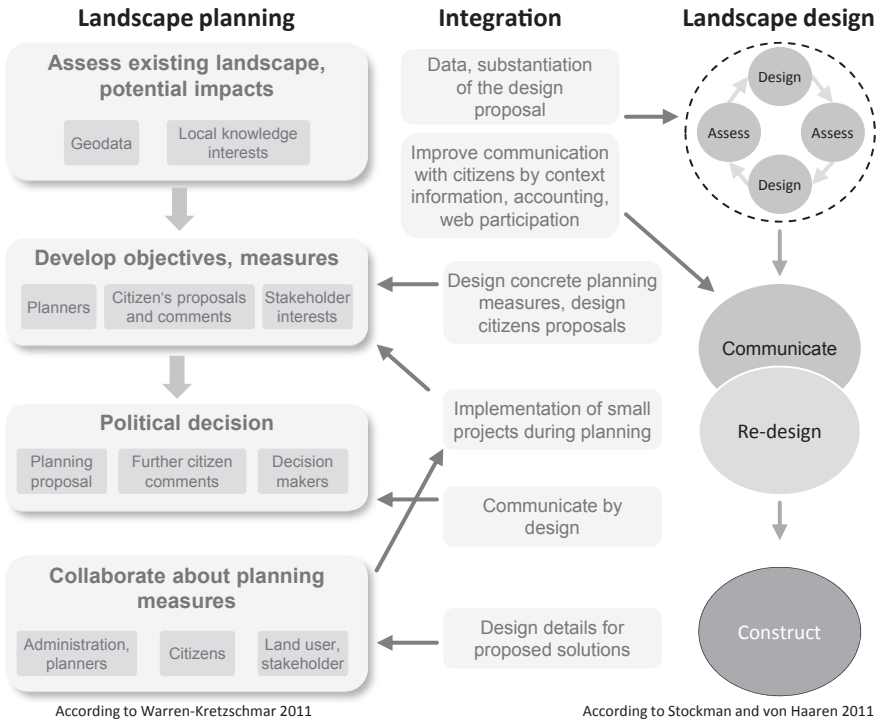 Landscape planning
Integration
Landscape design
Assess existing landscape,
potential impacts
Geodata
Local knowledge
interests
Develop objectives, measures
Planners
Citizen's proposals
and comments
Stakeholder
interests
Political decision
Planning
proposal
Further citizen
comments
Decision
makers
Collaborate about planning
measures
Administration,
planners
Citizens
Land user,
stakeholder
According to Warren-Kretzschmar 2011
Data, substantiation
of the design
proposal
Improve communication
with citizens by context
information, accounting,
web participation
Design concrete planning
measures, design
citizens proposals
Implementation of small
projects during planning
Communicate by
design
Design details for
proposed solutions
Design
Assess
Assess
Design
Communicate
Re-design
Construct
According to Stockman and von Haaren 2011